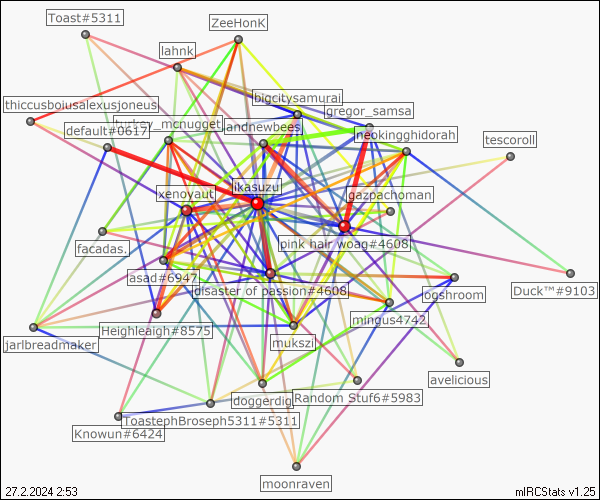 Toast#5311
ZeeHonK
lahnk
bigcitysamurai
thiccusboiusalexusjoneus
gregor_samsa
turkey_mcnugget
landnewbees
default#0617
neokingghidorah
tescoroll
likasuzu
xenoyaut
gazpachoman
facadas.
pink hair woag#4608
asad#6947
disaster of passion#4608
ogshroom
Duck™#9103
mingus4742
Heighleaigh#8575
jarlbreadmaker
mukszi
avelicious
doggerdig
Random Stuf6#5983
ToastephBroseph5311#5311
Knowun#6424
moonraven
27.2.2024 2:53
mIRCStats v1.25